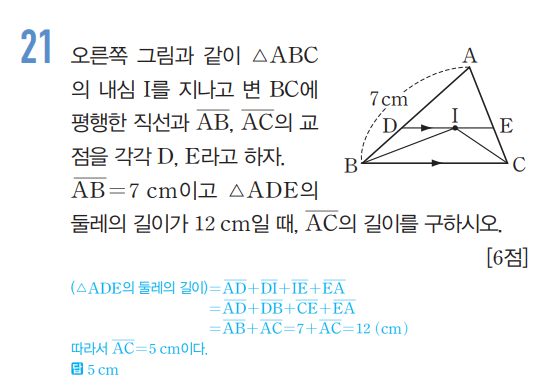 21
오른쪽 그림과 같이 △ABC
의 내심 I를 지나고 변 BC에
평행한 직선과 AB, AC의 교
점을 각각 D, E라고 하자.
AB=7 cm이고 △ADE의
둘레의 길이가 12 cm일 때, AC의 길이를 구하시오.
[6점]
A
7 cm
D
I
E
B
C
(△ADE의 둘레의 길이)=AD+DI+IE+EA
=AD+DB+CE+EA
=AB+AC=7+AC=12 (cm)
따라서 AC=5 cm이다.
답 5 cm